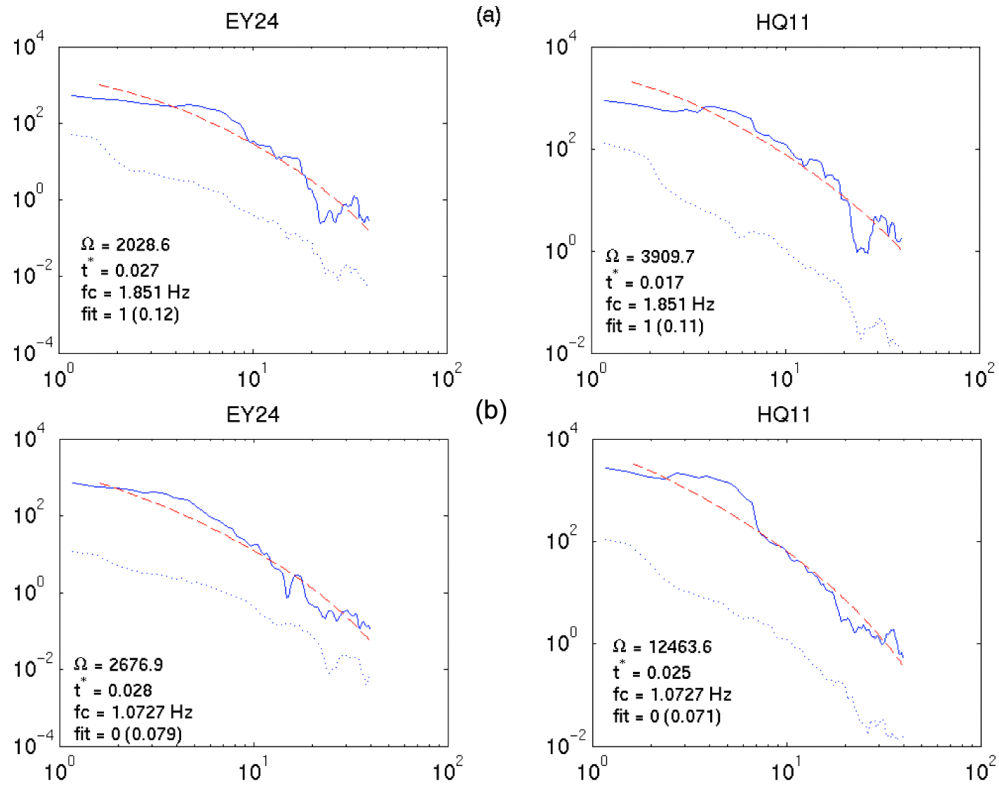 (a)
EY24
HQ11
10^4
10^2
10^0
10^-2
10^-4
Ω = 2028.6
t* = 0.027
fc = 1.851 Hz
fit = 1 (0.12)
10^0
10^1
10^2
10^4
10^2
10^0
10^-2
Ω = 3909.7
t* = 0.017
fc = 1.851 Hz
fit = 1 (0.11)
10^0
10^1
10^2
(b)
EY24
HQ11
10^4
10^2
10^0
10^-2
10^-4
Ω = 2676.9
t* = 0.028
fc = 1.0727 Hz
fit = 0 (0.079)
10^0
10^1
10^2
10^4
10^2
10^0
10^-2
Ω = 12463.6
t* = 0.025
fc = 1.0727 Hz
fit = 0 (0.071)
10^0
10^1
10^2